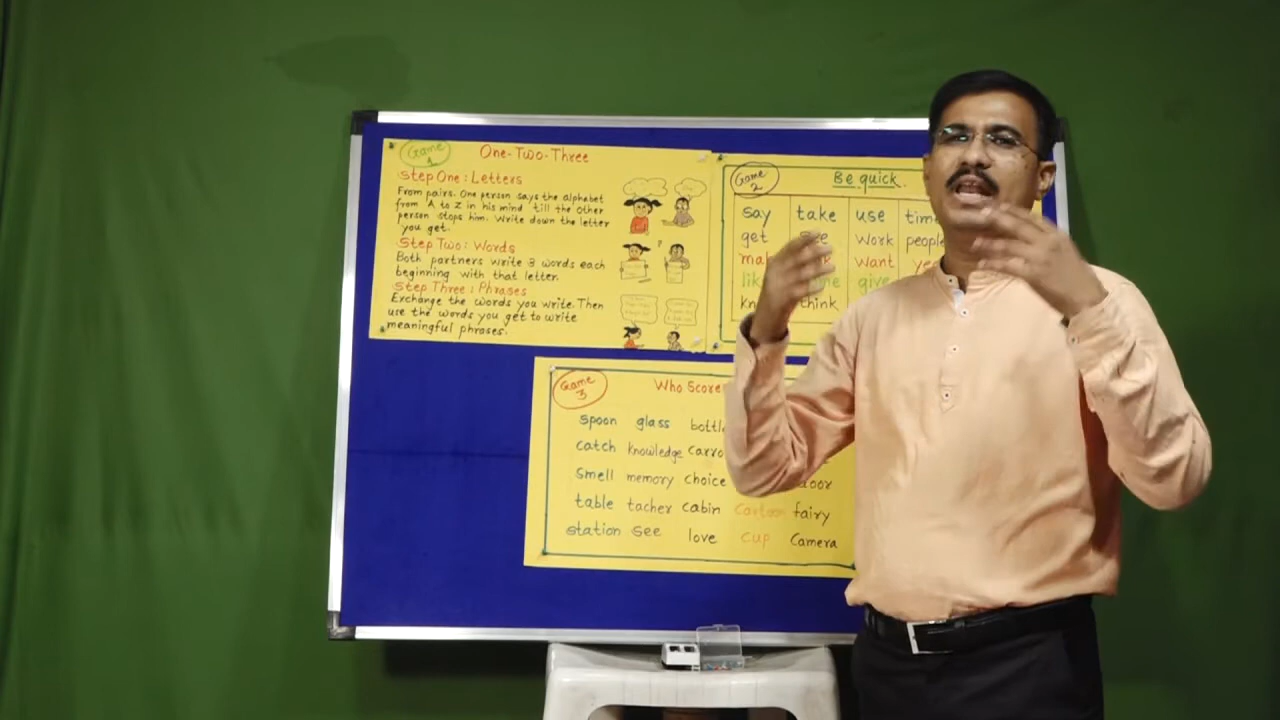 Game 1
One-Two-Three
Step One: Letters
From pairs. One person says the alphabet
from A to Z in his mind till the other
person stops him. Write down the letter
you get.
Step Two: Words
Both partners write 3 words each
beginning with that letter.
Step Three: Phrases
Exchange the words you write. Then
use the words you get to write
meaningful phrases.
Game 2
Be quick.
say take use
get see work people
want
give
think
Game 3
Who
spoon glass
catch knowledge
smell memory choice
table tacher cabin cartoon fairy
station see love cup camera